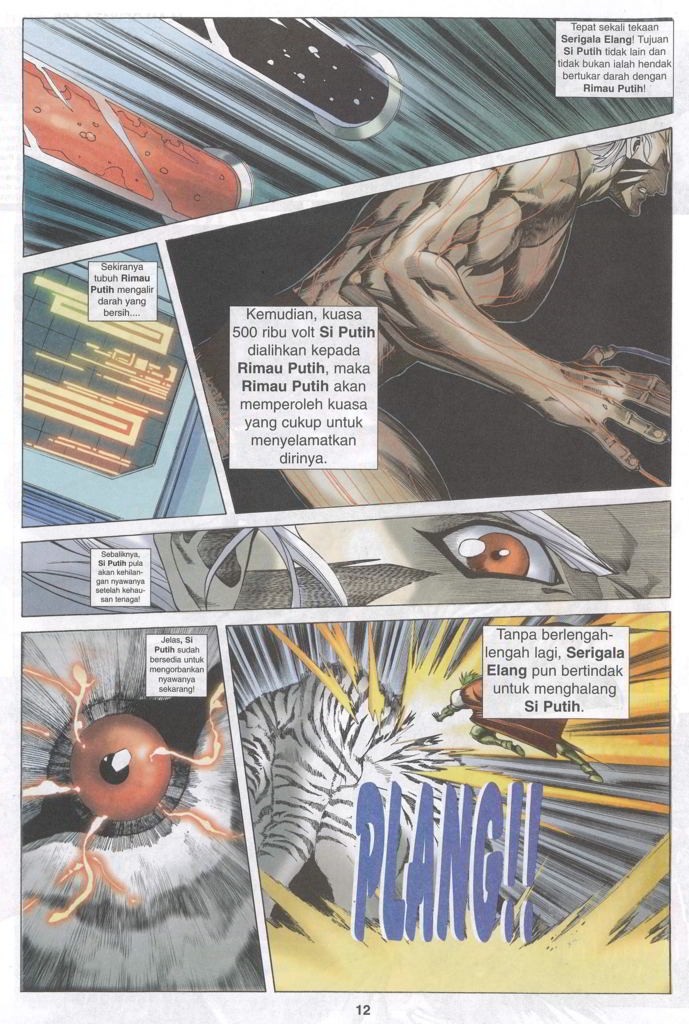 Tepat sekali tekaan
Serigala Elang! Tujuan
Si Putih tidak lain dan
tidak bukan ialah hendak
bertukar darah dengan
Rimau Putih!
Sekiranya
tubuh Rimau
Putih mengalir
darah yang
bersih....
Kemudian, kuasa
500 ribu volt Si Putih
dialihkan kepada
Rimau Putih, maka
Rimau Putih akan
memperoleh kuasa
yang cukup untuk
menyelamatkan
dirinya.
Sebaliknya,
Si Putih pula
akan kehilan-
gan nyawanya
setelah kehau-
san tenaga!
Jelas, Si
Putih sudah
bersedia untuk
mengorbankan
nyawanya
sekarang!
Tanpa berlengah-
lengah lagi, Serigala
Elang pun bertindak
untuk menghalang
Si Putih.
PLANG!!
12